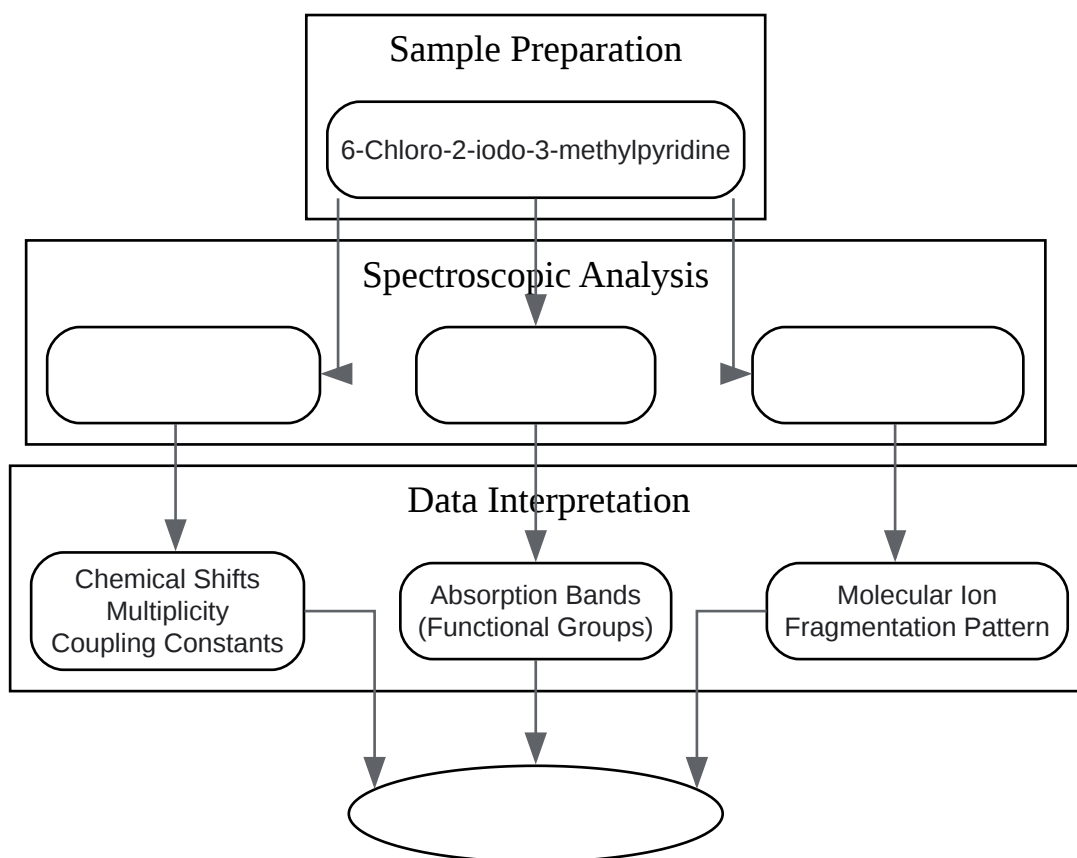 Sample Preparation
6-Chloro-2-iodo-3-methylpyridine
Spectroscopic Analysis
Data Interpretation
Chemical Shifts
Multiplicity
Coupling Constants
Absorption Bands
(Functional Groups)
Molecular Ion
Fragmentation Pattern